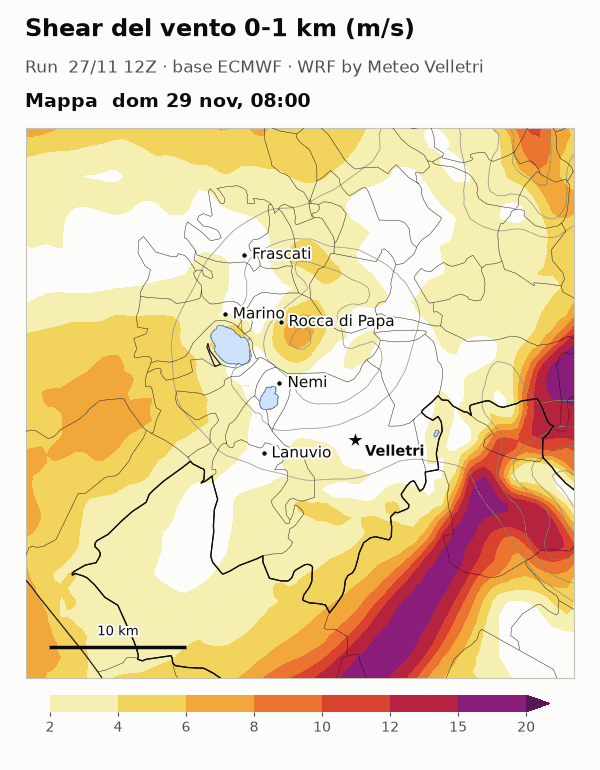 Shear del vento 0-1 km (m/s)
Run  27/11 12Z · base ECMWF · WRF by Meteo Velletri
Mappa  dom 29 nov, 08:00
Frascati
Marino
Rocca di Papa
Nemi
Velletri
Lanuvio
10 km
2 4 6 8 10 12 15 20